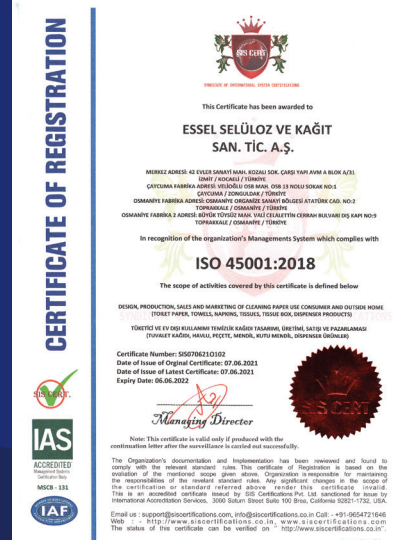 CERTIFICATE OF REGISTRATION
SIS CERT
SYNDICATE OF INTERNATIONAL SYSTEM CERTIFICATIONS
This Certificate has been awarded to
ESSEL SELÜLOZ VE KAĞIT
SAN. TİC. A.Ş.
MERKEZ ADRESİ: 42 EVLER SANAYİ MAH. KOZALI SOK. ÇARŞI YAPI AVM A BLOK A/31
İZMİT / KOCAELİ / TÜRKİYE
ÇAYCUMA FABRİKA ADRESİ: VELİOĞLU OSB MAH. OSB 13 NOLU SOKAK NO:1
ÇAYCUMA / ZONGULDAK / TÜRKİYE
OSMANİYE FABRİKA ADRESİ: OSMANİYE ORGANİZE SANAYİ BÖLGESİ ATATÜRK CAD. NO:2
TOPRAKKALE / OSMANİYE / TÜRKİYE
OSMANİYE FABRİKA 2 ADRESİ: BÜYÜK TÜYSÜZ MAH. VALİ CELALETTİN CERRAH BULVARI DIŞ KAPI NO:9
TOPRAKKALE / OSMANİYE / TÜRKİYE
In recognition of the organization's Managements System which complies with
ISO 45001:2018
The scope of activities covered by this certificate is defined below
DESIGN, PRODUCTION, SALES AND MARKETING OF CLEANING PAPER USE CONSUMER AND OUTSIDE HOME
(TOILET PAPER, TOWELS, NAPKINS, TISSUES, TISSUE BOX, DISPENSER PRODUCTS)
TÜKETİCİ VE EV DIŞI KULLANIMI TEMİZLİK KAĞIDI TASARIMI, ÜRETİMİ, SATIŞI VE PAZARLAMASI
(TUVALET KAĞIDI, HAVLU, PEÇETE, MENDİL, KUTU MENDİL, DİSPENSER ÜRÜNLER)
Certificate Number: SIS070621O102
Date of Issue of Orginal Certificate: 07.06.2021
Date of Issue of Latest Certificate: 07.06.2021
Expiry Date: 06.06.2022
Managing Director
Note: This certificate is valid only if produced with the
continuation letter after the surveillance is carried out successfully.
The Organization's documentation and Implementation has been reviewed and found to
comply with the relevant standard rules. This certificate of Registration is based on the
evaluation of the mentioned scope given above. Organization is responsible for maintaining
the responsibilities of the revelant standard rules. Any significant changes in the scope of
the certification or standard referred above render this certificate invalid.
This is an accredited certificate issued by SIS Certifications Pvt. Ltd. sanctioned for issue by
International Accreditation Services, 3060 Saturn Street Suite 100 Brea, California 92821-1732, USA.
Email us : support@siscertifications.com, info@siscertifications.co.in Call: - +91-9654721646
Web : - http://www.siscertifications.co.in, www.siscertifications.com
The status of this certificate can be verified on " http://www.siscertifications.co.in"
SIS CERT.
IAS
ACCREDITED
Management Systems
Certification Body
MSCB - 131
IAF
SIS CERT